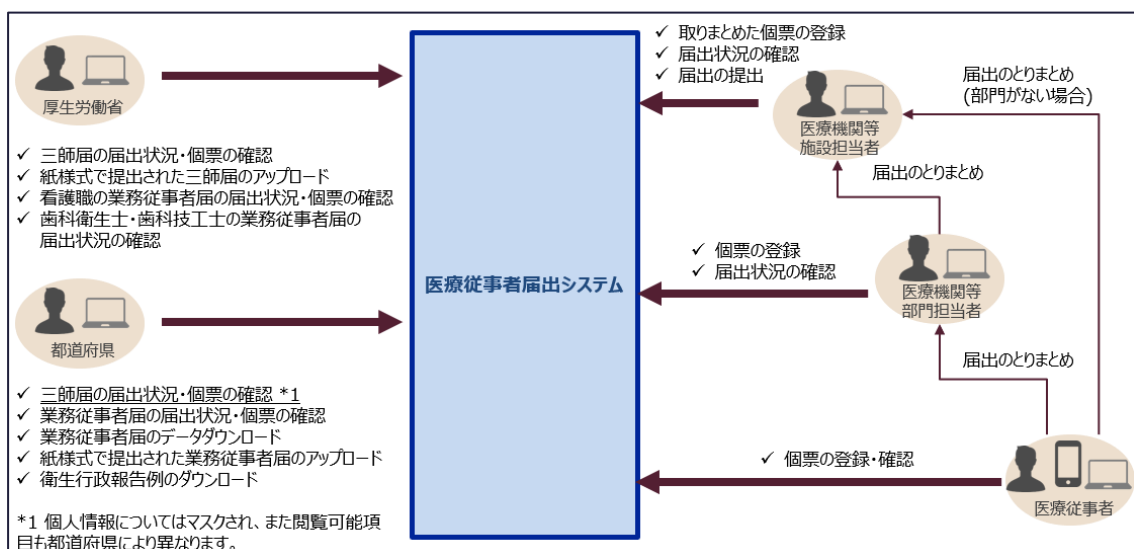 厚生労働省
✓ 三師届の届出状況・個票の確認
✓ 紙様式で提出された三師届のアップロード
✓ 看護職の業務従事者届の届出状況・個票の確認
✓ 歯科衛生士・歯科技工士の業務従事者届の
届出状況の確認
都道府県
✓ 三師届の届出状況・個票の確認 *1
✓ 業務従事者届の届出状況・個票の確認
✓ 業務従事者届のデータダウンロード
✓ 紙様式で提出された業務従事者届のアップロード
✓ 衛生行政報告例のダウンロード
*1 個人情報についてはマスクされ、また閲覧可能項
目も都道府県により異なります。
医療従事者届出システム
✓ 取りまとめた個票の登録
✓ 届出状況の確認
✓ 届出の提出
医療機関等
施設担当者
届出のとりまとめ
(部門がない場合)
届出のとりまとめ
✓ 個票の登録
✓ 届出状況の確認
医療機関等
部門担当者
届出のとりまとめ
✓ 個票の登録・確認
医療従事者